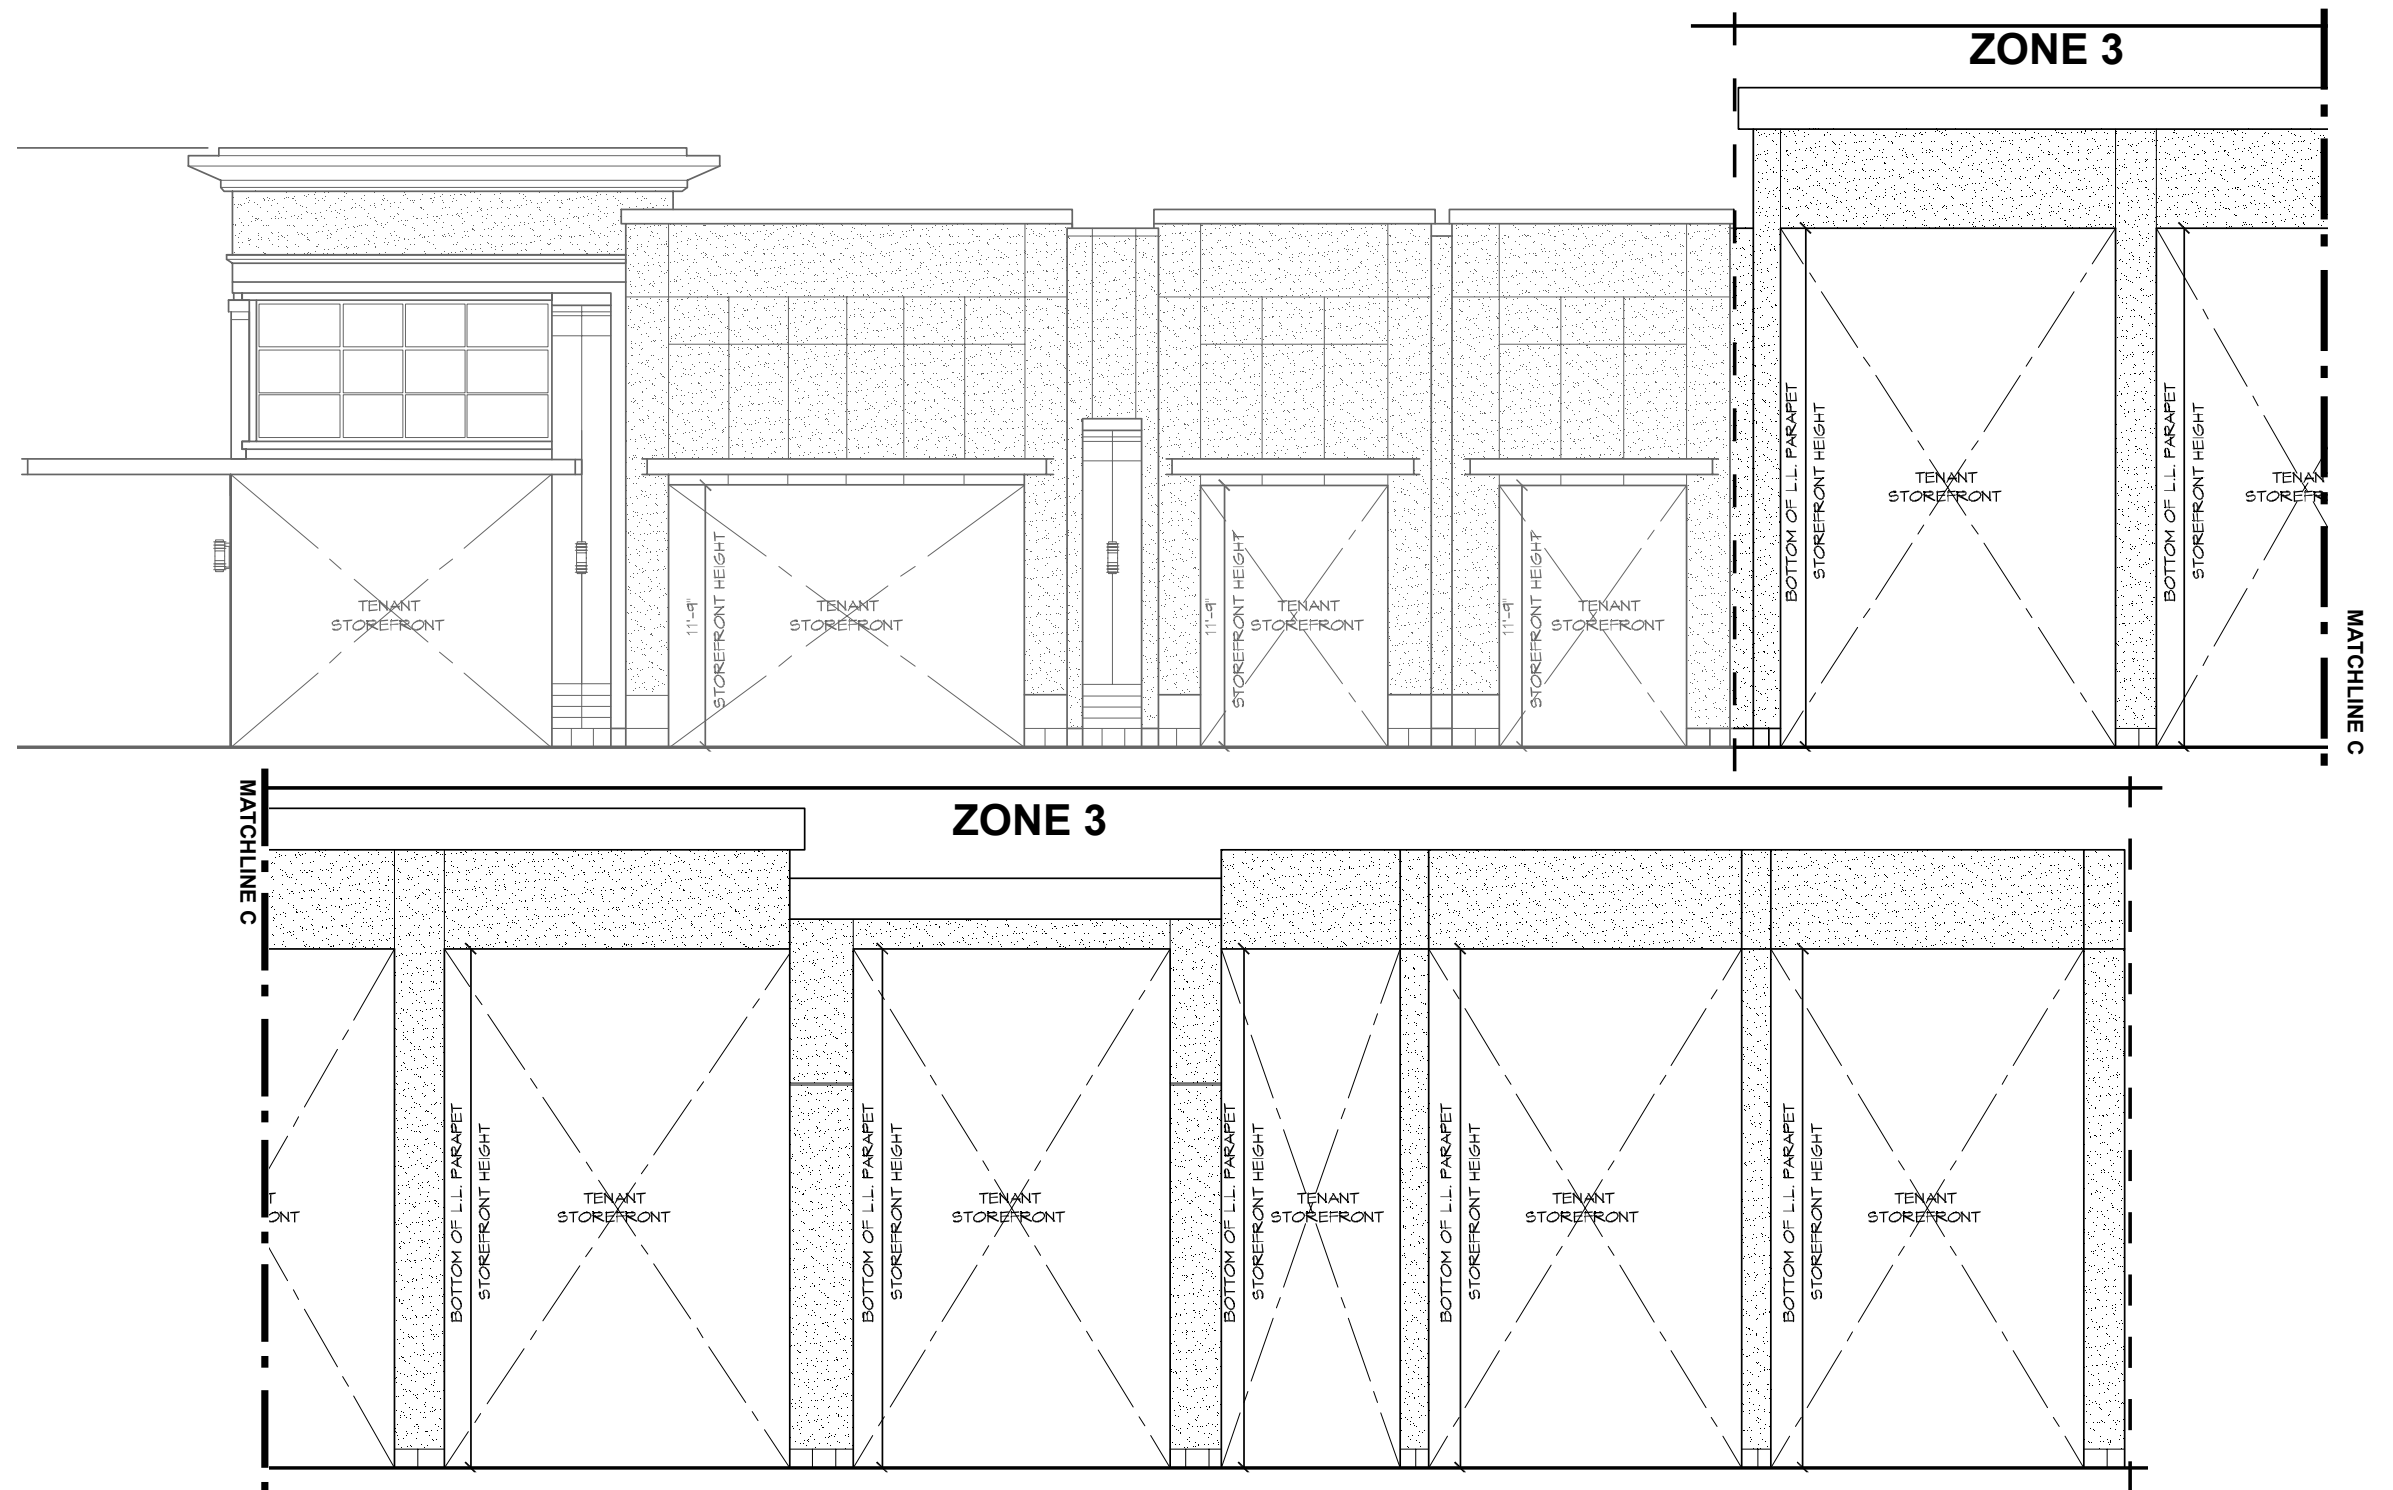 ZONE 3
BOTTOM OF L.L. PARAPET
STOREFRONT HEIGHT
TENANT
STOREFRONT
BOTTOM OF L.L. PARAPET
STOREFRONT HEIGHT
TENAN
STOREFR
MATCHLINE C
TENANT
STOREFRONT
11'-9"
STOREFRONT HEIGHT
TENANT
STOREFRONT
11'-9"
STOREFRONT HEIGHT
TENANT
STOREFRONT
11'-9"
STOREFRONT HEIGHT
TENANT
STOREFRONT
MATCHLINE C
ZONE 3
T
ONT
BOTTOM OF L.L. PARAPET
STOREFRONT HEIGHT
TENANT
STOREFRONT
BOTTOM OF L.L. PARAPET
STOREFRONT HEIGHT
TENANT
STOREFRONT
BOTTOM OF L.L. PARAPET
STOREFRONT HEIGHT
TENANT
STOREFRONT
BOTTOM OF L.L. PARAPET
STOREFRONT HEIGHT
TENANT
STOREFRONT
BOTTOM OF L.L. PARAPET
STOREFRONT HEIGHT
TENANT
STOREFRONT